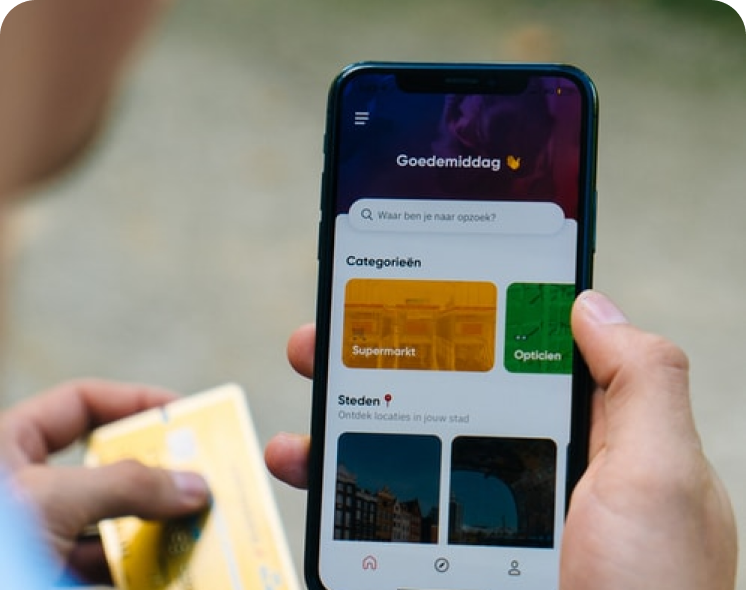 Goedemiddag 👋
Waar ben je naar opzoek?
Categorieën
Supermarkt
Opticien
Steden 📍
Ontdek locaties in jouw stad